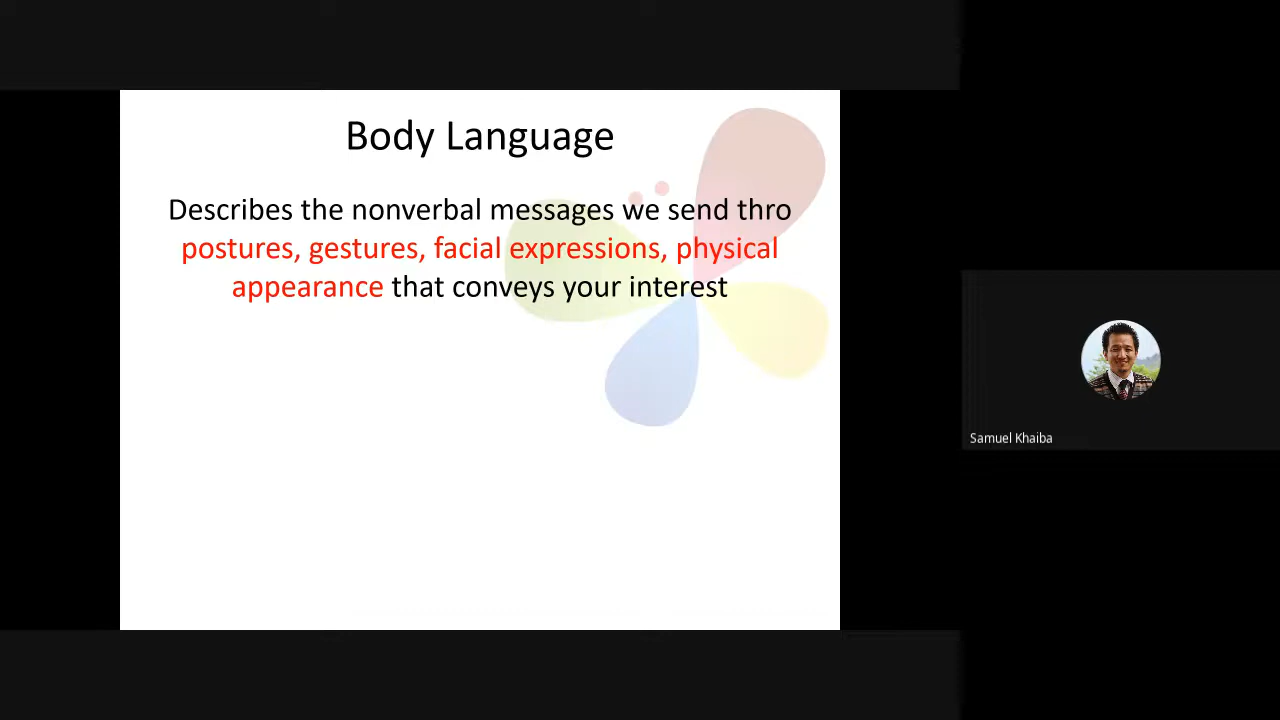 Body Language
Describes the nonverbal messages we send thro
postures, gestures, facial expressions, physical
appearance that conveys your interest
Samuel Khaiba